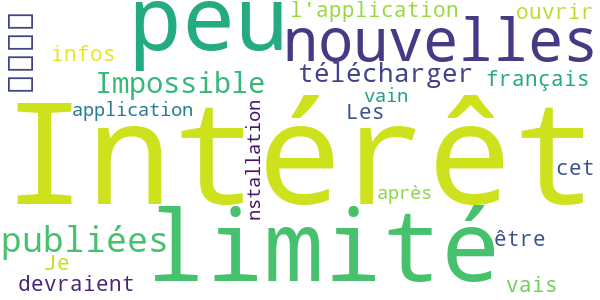 peu l'application ouvrir
infos nouvelles
Impossible télécharger français
application vain Les
Intérêt
nstallation
cet
après
publiées limité être
Je
devraient vais